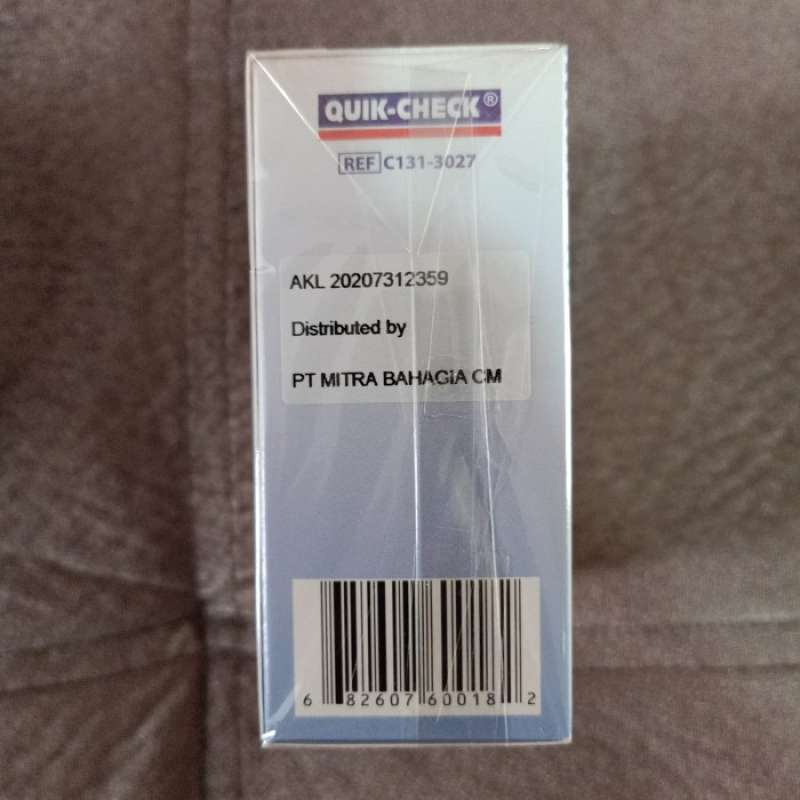 QUIK-CHECK®
REF C131-3027
AKL 20207312359
Distributed by
PT MITRA BAHAGIA CM
6 82607 60018 2